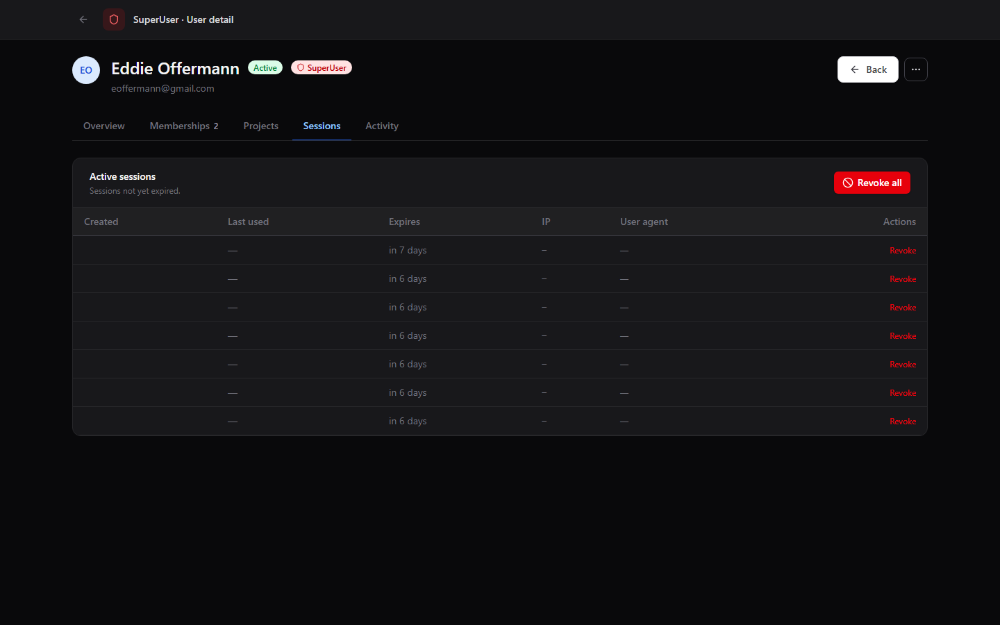 SuperUser · User detail
EO
Eddie Offermann
Active
SuperUser
eoffermann@gmail.com
Back
Overview
Memberships 2
Projects
Sessions
Activity
Active sessions
Sessions not yet expired.
Revoke all
Created Last used Expires IP User agent Actions
— in 7 days – — Revoke
— in 6 days – — Revoke
— in 6 days – — Revoke
— in 6 days – — Revoke
— in 6 days – — Revoke
— in 6 days – — Revoke
— in 6 days – — Revoke